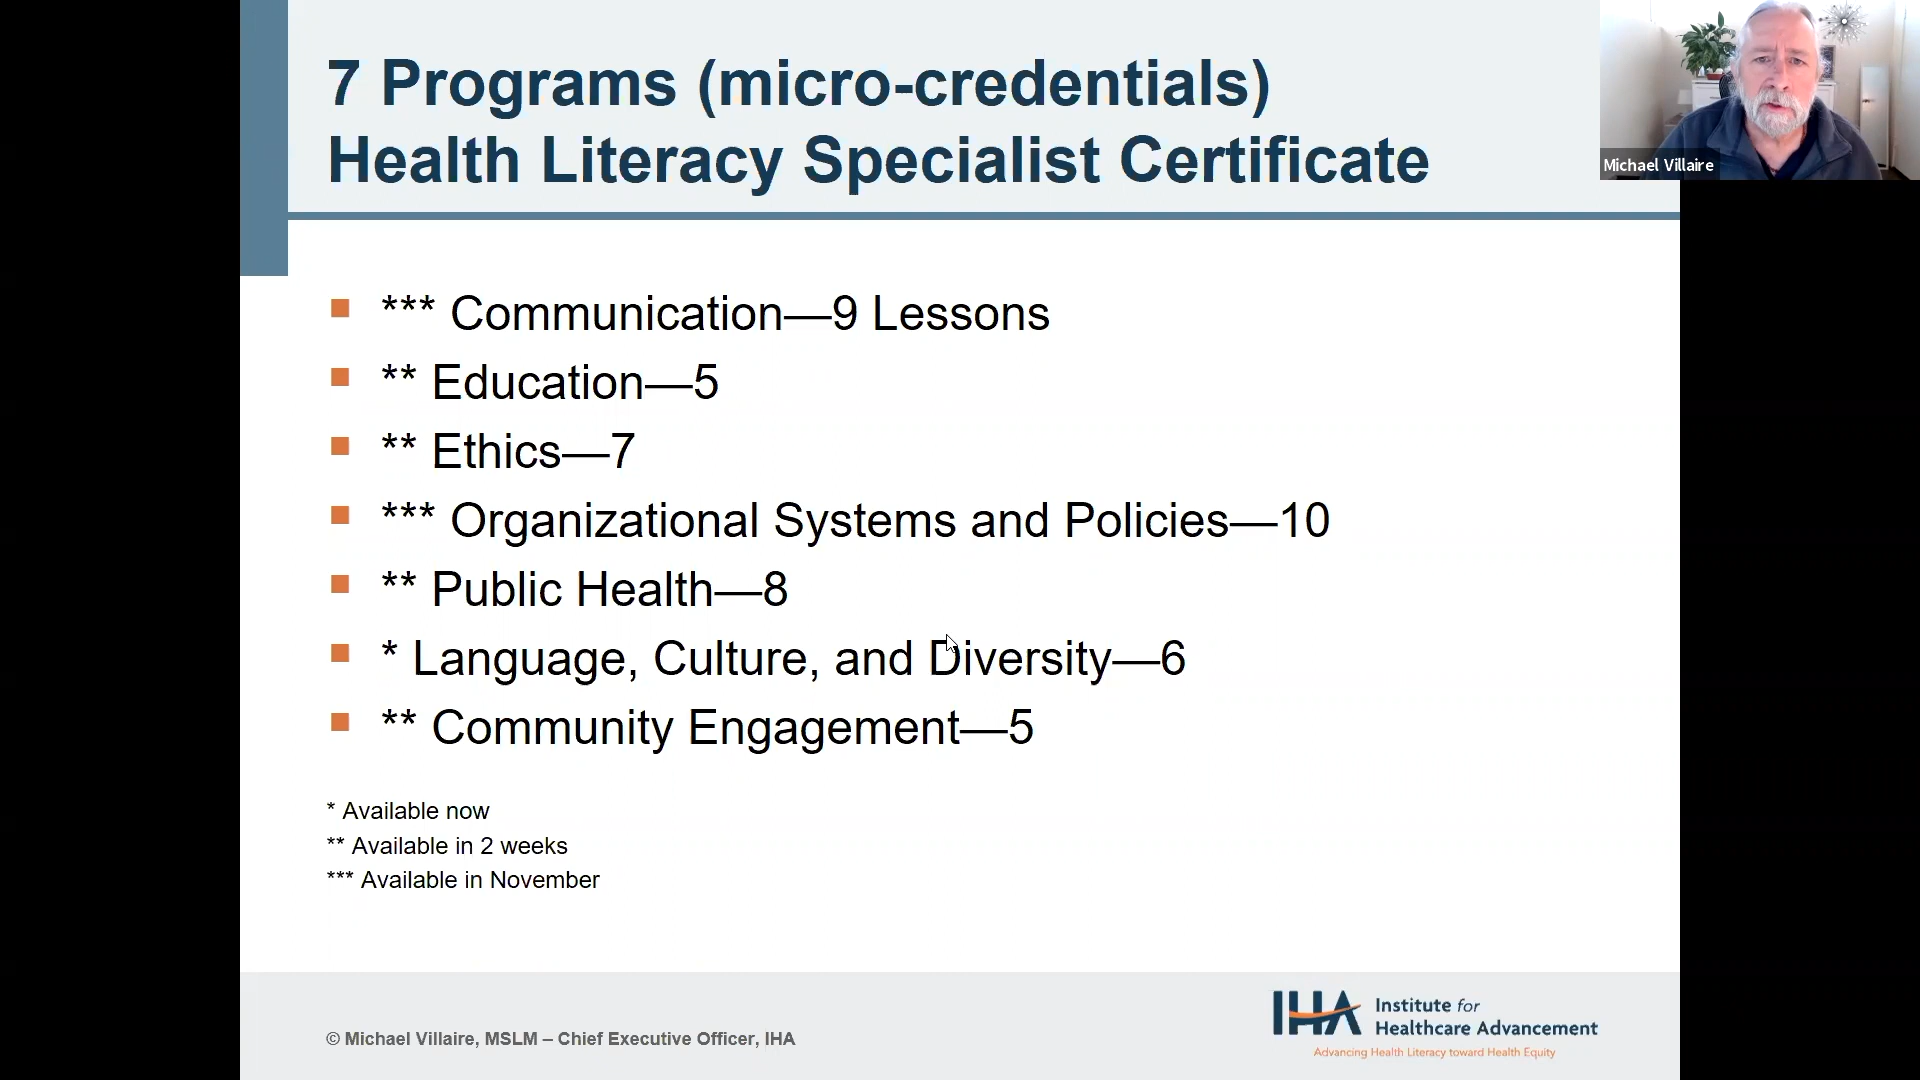 7 Programs (micro-credentials)
Health Literacy Specialist Certificate
Michael Villaire
*** Communication—9 Lessons
** Education—5
** Ethics—7
*** Organizational Systems and Policies—10
** Public Health—8
* Language, Culture, and Diversity—6
** Community Engagement—5
* Available now
** Available in 2 weeks
*** Available in November
© Michael Villaire, MSLM – Chief Executive Officer, IHA
IHA
Institute for
Healthcare Advancement
Advancing Health Literacy toward Health Equity